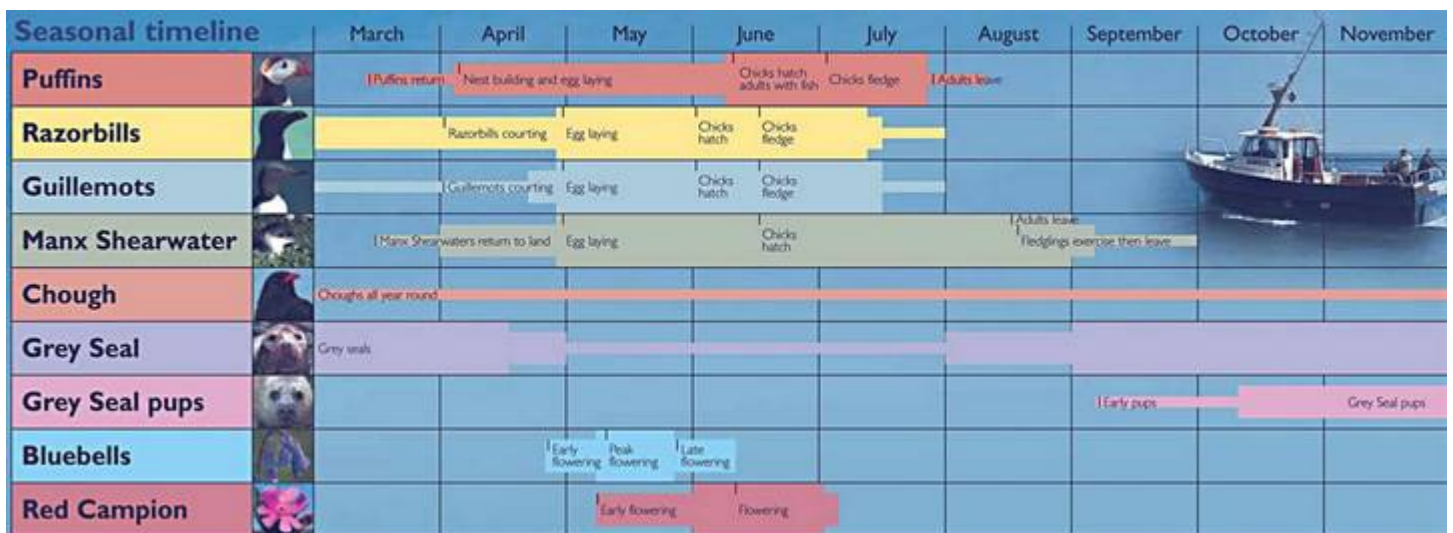 Seasonal timeline March April May June July August September October November
Puffins Puffins return Nest building and egg laying Chicks hatch Chicks fledge Adults leave
adults with fish
Razorbills Razorbills courting Egg laying Chicks Chicks
hatch fledge
Guillemots Guillemots courting Egg laying Chicks Chicks
hatch fledge
Adults leave
Manx Shearwater Manx Shearwaters return to land Egg laying Chicks Fledglings exercise then leave
hatch
Chough Choughs all year round
Grey Seal Grey seals
Grey Seal pups Early pups Grey Seal pups
Bluebells Early Peak Late
flowering flowering flowering
Red Campion Early flowering Flowering